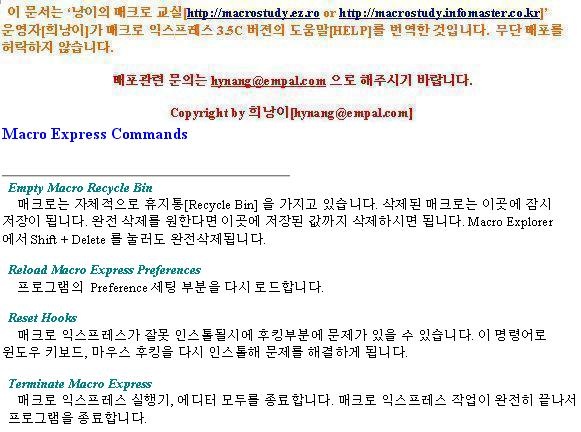 이 문서는 ‘낭이의 매크로 교실[http://macrostudy.ez.ro or http://macrostudy.infomaster.co.kr]’
운영자[희낭이]가 매크로 익스프레스 3.5C 버젼의 도움말[HELP]를 번역한 것입니다. 무단 배포를
허락하지 않습니다.
배포관련 문의는 hynang@empal.com 으로 해주시기 바랍니다.
Copyright by 희낭이[hynang@empal.com]
Macro Express Commands
Empty Macro Recycle Bin
매크로는 자체적으로 휴지통[Recycle Bin] 을 가지고 있습니다. 삭제된 매크로는 이곳에 잠시
저장이 됩니다. 완전 삭제를 원한다면 이곳에 저장된 값까지 삭제하시면 됩니다. Macro Explorer
에서 Shift + Delete 를 눌러도 완전삭제됩니다.
Reload Macro Express Preferences
프로그램의 Preference 세팅 부분을 다시 로드합니다.
Reset Hooks
매크로 익스프레스가 잘못 인스톨될시에 후킹부분에 문제가 있을 수 있습니다. 이 명령어로
윈도우 키보드, 마우스 후킹을 다시 인스톨해 문제를 해결하게 됩니다.
Terminate Macro Express
매크로 익스프레스 실행기, 에디터 모두를 종료합니다. 매크로 익스프레스 작업이 완전히 끝나서
프로그램을 종료합니다.